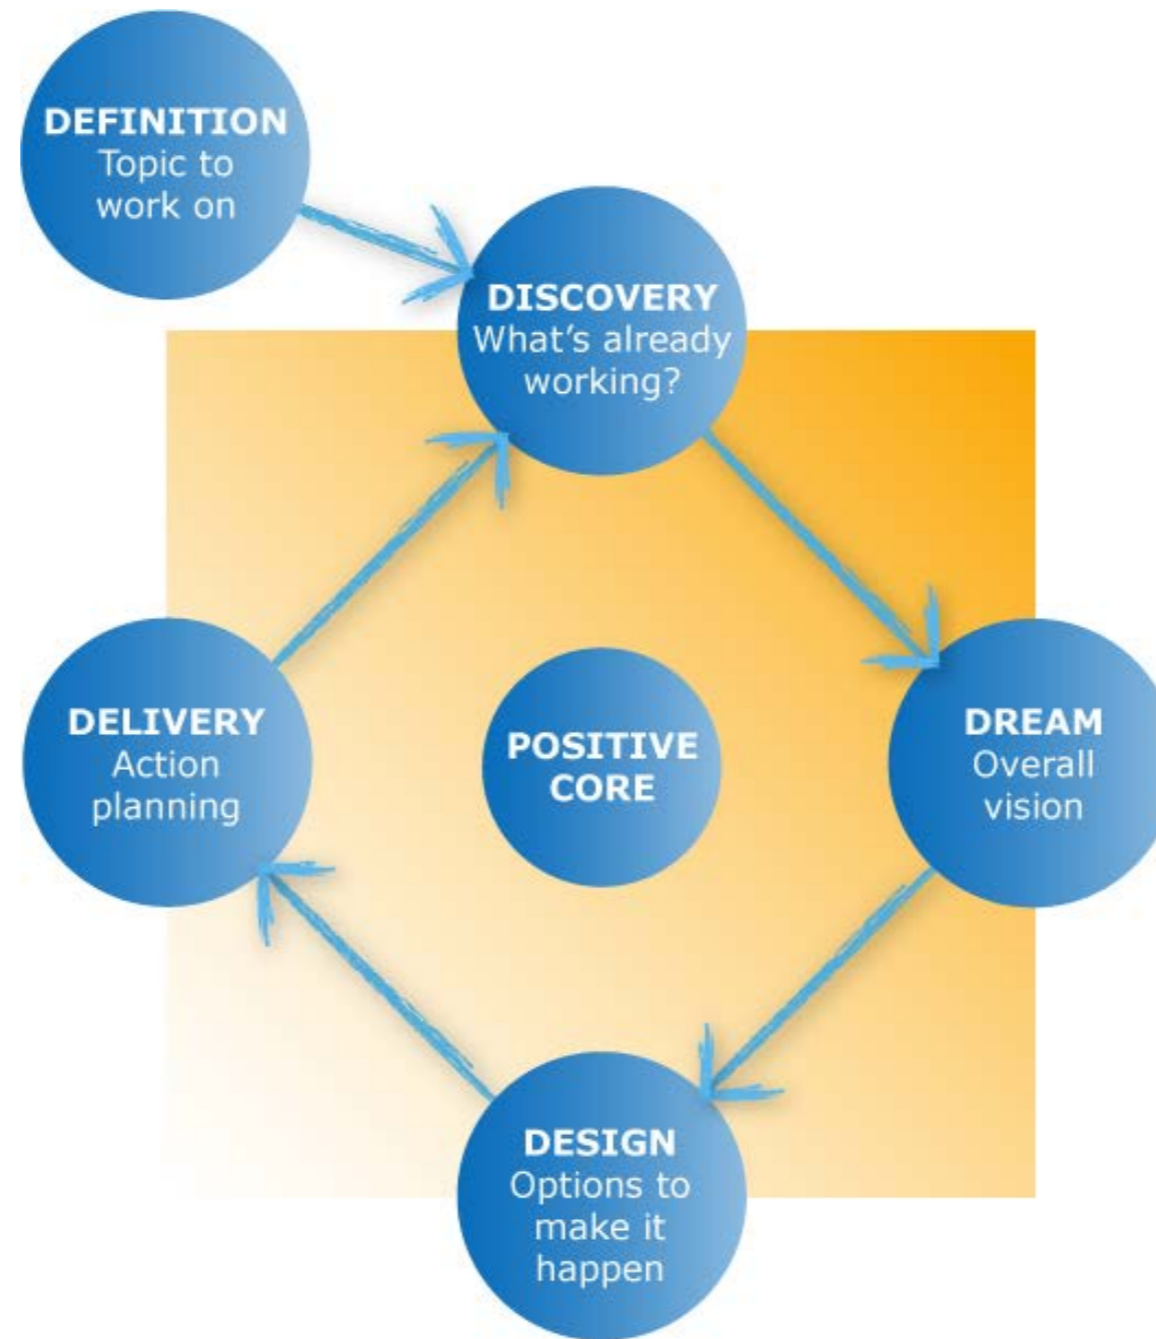 DEFINITION
Topic to
work on
DISCOVERY
What's already
working?
DREAM
Overall
vision
DESIGN
Options to
make it
happen
DELIVERY
Action
planning
POSITIVE
CORE